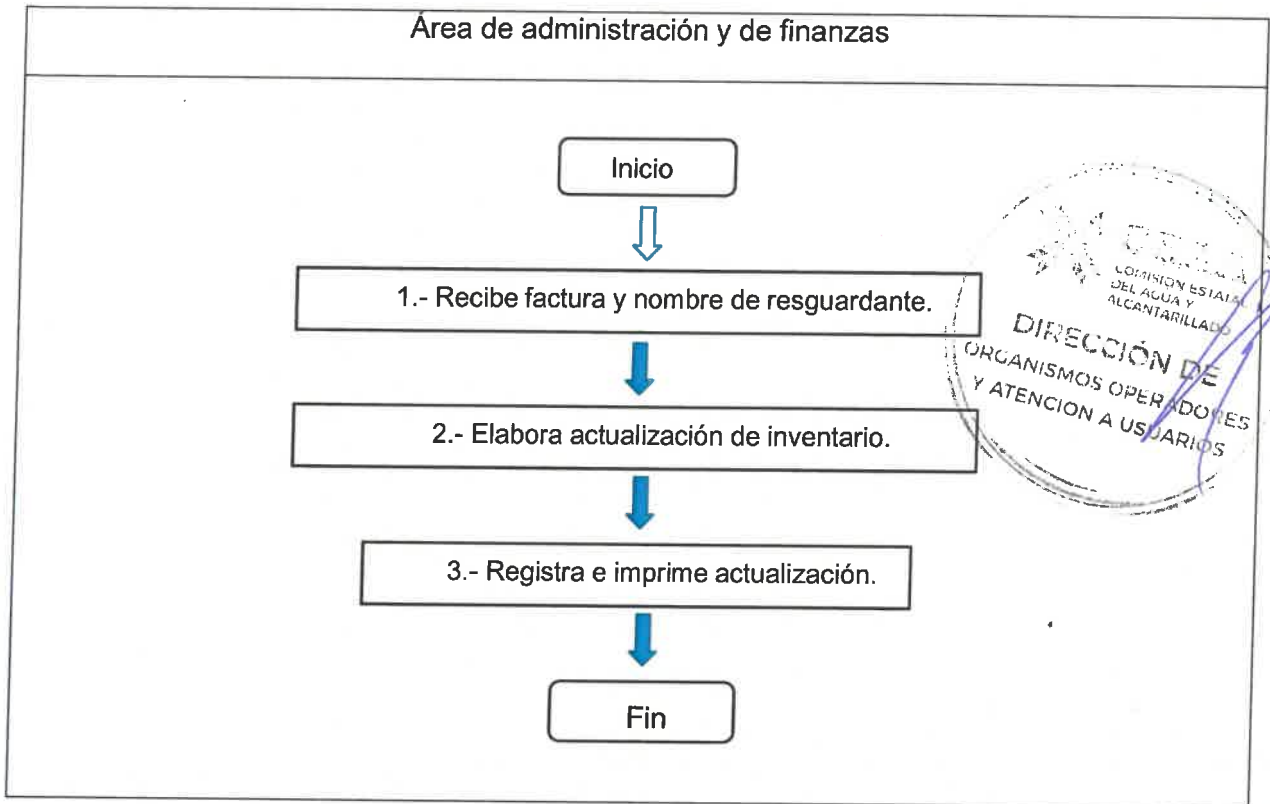 Área de administración y de finanzas
Inicio
1.- Recibe factura y nombre de resguardante.
COMISIÓN ESTATAL
DEL AGUA Y
ALCANTARILLADO
DIRECCIÓN DE
ORGANISMOS OPERADORES
Y ATENCION A USUARIOS
2.- Elabora actualización de inventario.
3.- Registra e imprime actualización.
Fin